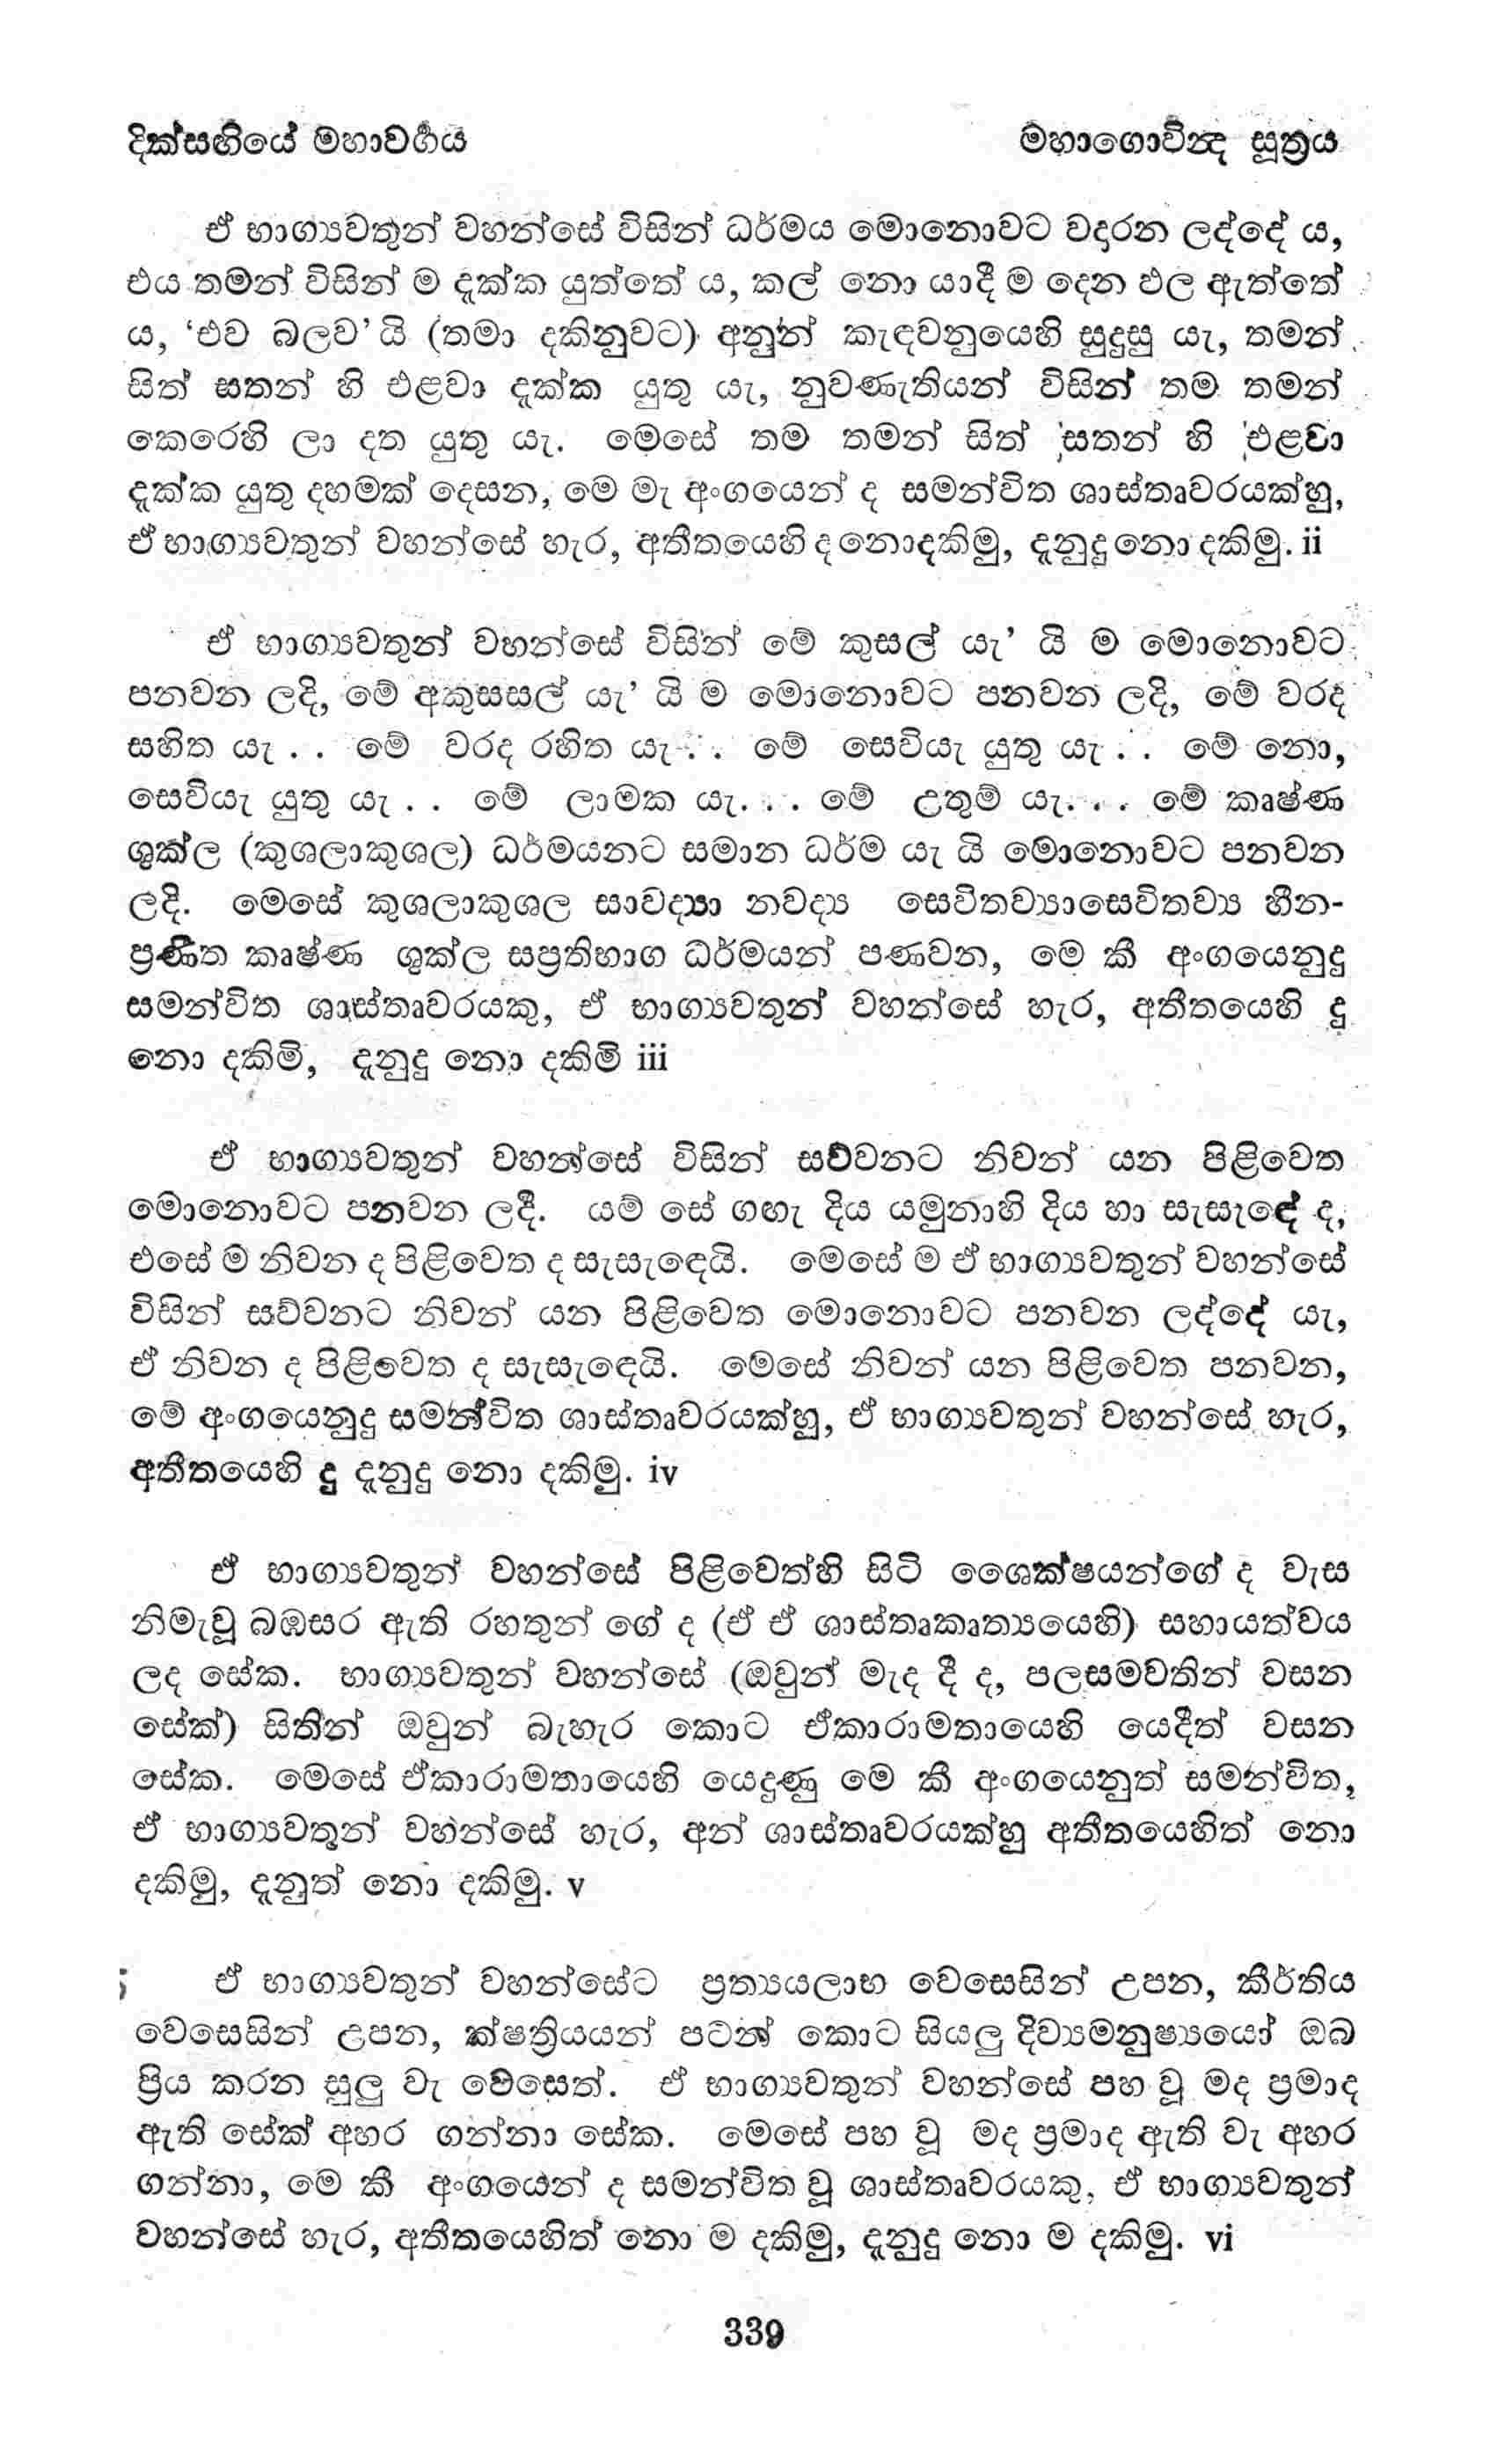 දික්සඟියේ මහාවර්‍ගය
මහාගොවින්‍ද සූත්‍රය
ඒ භාග්‍යවතුන් වහන්සේ විසින් ධර්මය මොනොවට වදාරන ලද්දේ ය,
එය තමන් විසින් ම දැක්ක යුත්තේ ය, කල් නො යාදී ම දෙන ඵල ඇත්තේ
ය, ‘එව බලව’ යි (තමා දකිනුවට) අනුන් කැඳවනුයෙහි සුදුසු යැ, තමන්
සිත් සතන් හි එළවා දැක්ක යුතු යැ, නුවණැතියන් විසින් තම තමන්
කෙරෙහි ලා දත යුතු යැ. මෙසේ තම තමන් සිත් සතන් හි එළවා
දැක්ක යුතු දහමක් දෙසන, මෙ මැ අංගයෙන් ද සමන්විත ශාස්තෘවරයක්හු,
ඒ භාග්‍යවතුන් වහන්සේ හැර, අතීතයෙහි ද නොදකිමු, දැනුදු නො දකිමු. ii
ඒ භාග්‍යවතුන් වහන්සේ විසින් මේ කුසල් යැ’ යි ම මොනොවට
පනවන ලදි, මේ අකුසසල් යැ’ යි ම මොනොවට පනවන ලදි, මේ වරද
සහිත යැ . . මේ වරද රහිත යැ . . මේ සෙවියැ යුතු යැ . . මේ නො,
සෙවියැ යුතු යැ . . මේ ලාමක යැ. . . මේ උතුම් යැ. . . මේ කෘෂ්ණ
ශුක්ල (කුශලාකුශල) ධර්මයනට සමාන ධර්ම යැ යි මොනොවට පනවන
ලදි. මෙසේ කුශලාකුශල සාවද්‍යා නවද්‍ය සෙවිතව්‍යාසෙවිතව්‍ය හීන-
ප්‍රණීත කෘෂ්ණ ශුක්ල සප්‍රතිභාග ධර්මයන් පණවන, මෙ කී අංගයෙනුදු
සමන්විත ශාස්තෘවරයකු, ඒ භාග්‍යවතුන් වහන්සේ හැර, අතීතයෙහි දු
නො දකිමි, දැනුදු නො දකිමි iii
ඒ භාග්‍යවතුන් වහන්සේ විසින් සව්වනට නිවන් යන පිළිවෙත
මොනොවට පනවන ලදී. යම් සේ ගඟැ දිය යමුනාහි දිය හා සැසැඳේ ද,
එසේ ම නිවන ද පිළිවෙත ද සැසැඳෙයි. මෙසේ ම ඒ භාග්‍යවතුන් වහන්සේ
විසින් සව්වනට නිවන් යන පිළිවෙත මොනොවට පනවන ලද්දේ යැ,
ඒ නිවන ද පිළිවෙත ද සැසැඳෙයි. මෙසේ නිවන් යන පිළිවෙත පනවන,
මේ අංගයෙනුදු සමන්විත ශාස්තෘවරයක්හු, ඒ භාග්‍යවතුන් වහන්සේ හැර,
අතීතයෙහි දු දැනුදු නො දකිමු. iv
ඒ භාග්‍යවතුන් වහන්සේ පිළිවෙත්හි සිටි ශෛක්ෂයන්ගේ ද වැස
නිමැවූ බඹසර ඇති රහතුන් ගේ ද (ඒ ඒ ශාස්තෘකෘත්‍යයෙහි) සහායත්වය
ලද සේක. භාග්‍යවතුන් වහන්සේ (ඔවුන් මැද දී ද, පලසමවතින් වසන
සේක්) සිතින් ඔවුන් බැහැර කොට ඒකාරාමතායෙහි යෙදීත් වසන
සේක. මෙසේ ඒකාරාමතායෙහි යෙදුණු මෙ කී අංගයෙනුත් සමන්විත,
ඒ භාග්‍යවතුන් වහන්සේ හැර, අන් ශාස්තෘවරයක්හු අතීතයෙහිත් නො
දකිමු, දැනුත් නො දකිමු. v
ඒ භාග්‍යවතුන් වහන්සේට ප්‍රත්‍යයලාභ වෙසෙසින් උපන, කීර්තිය
වෙසෙසින් උපන, ක්ෂත්‍රියයන් පටන් කොට සියලු දිව්‍යමනුෂ්‍යයෝ ඔබ
ප්‍රිය කරන සුලු වැ වෙසෙත්. ඒ භාග්‍යවතුන් වහන්සේ පහ වූ මද ප්‍රමාද
ඇති සේක් අහර ගන්නා සේක. මෙසේ පහ වූ මද ප්‍රමාද ඇති වැ අහර
ගන්නා, මෙ කී අංගයෙන් ද සමන්විත වූ ශාස්තෘවරයකු, ඒ භාග්‍යවතුන්
වහන්සේ හැර, අතීතයෙහිත් නො ම දකිමු, දැනුදු නො ම දකිමු. vi
339